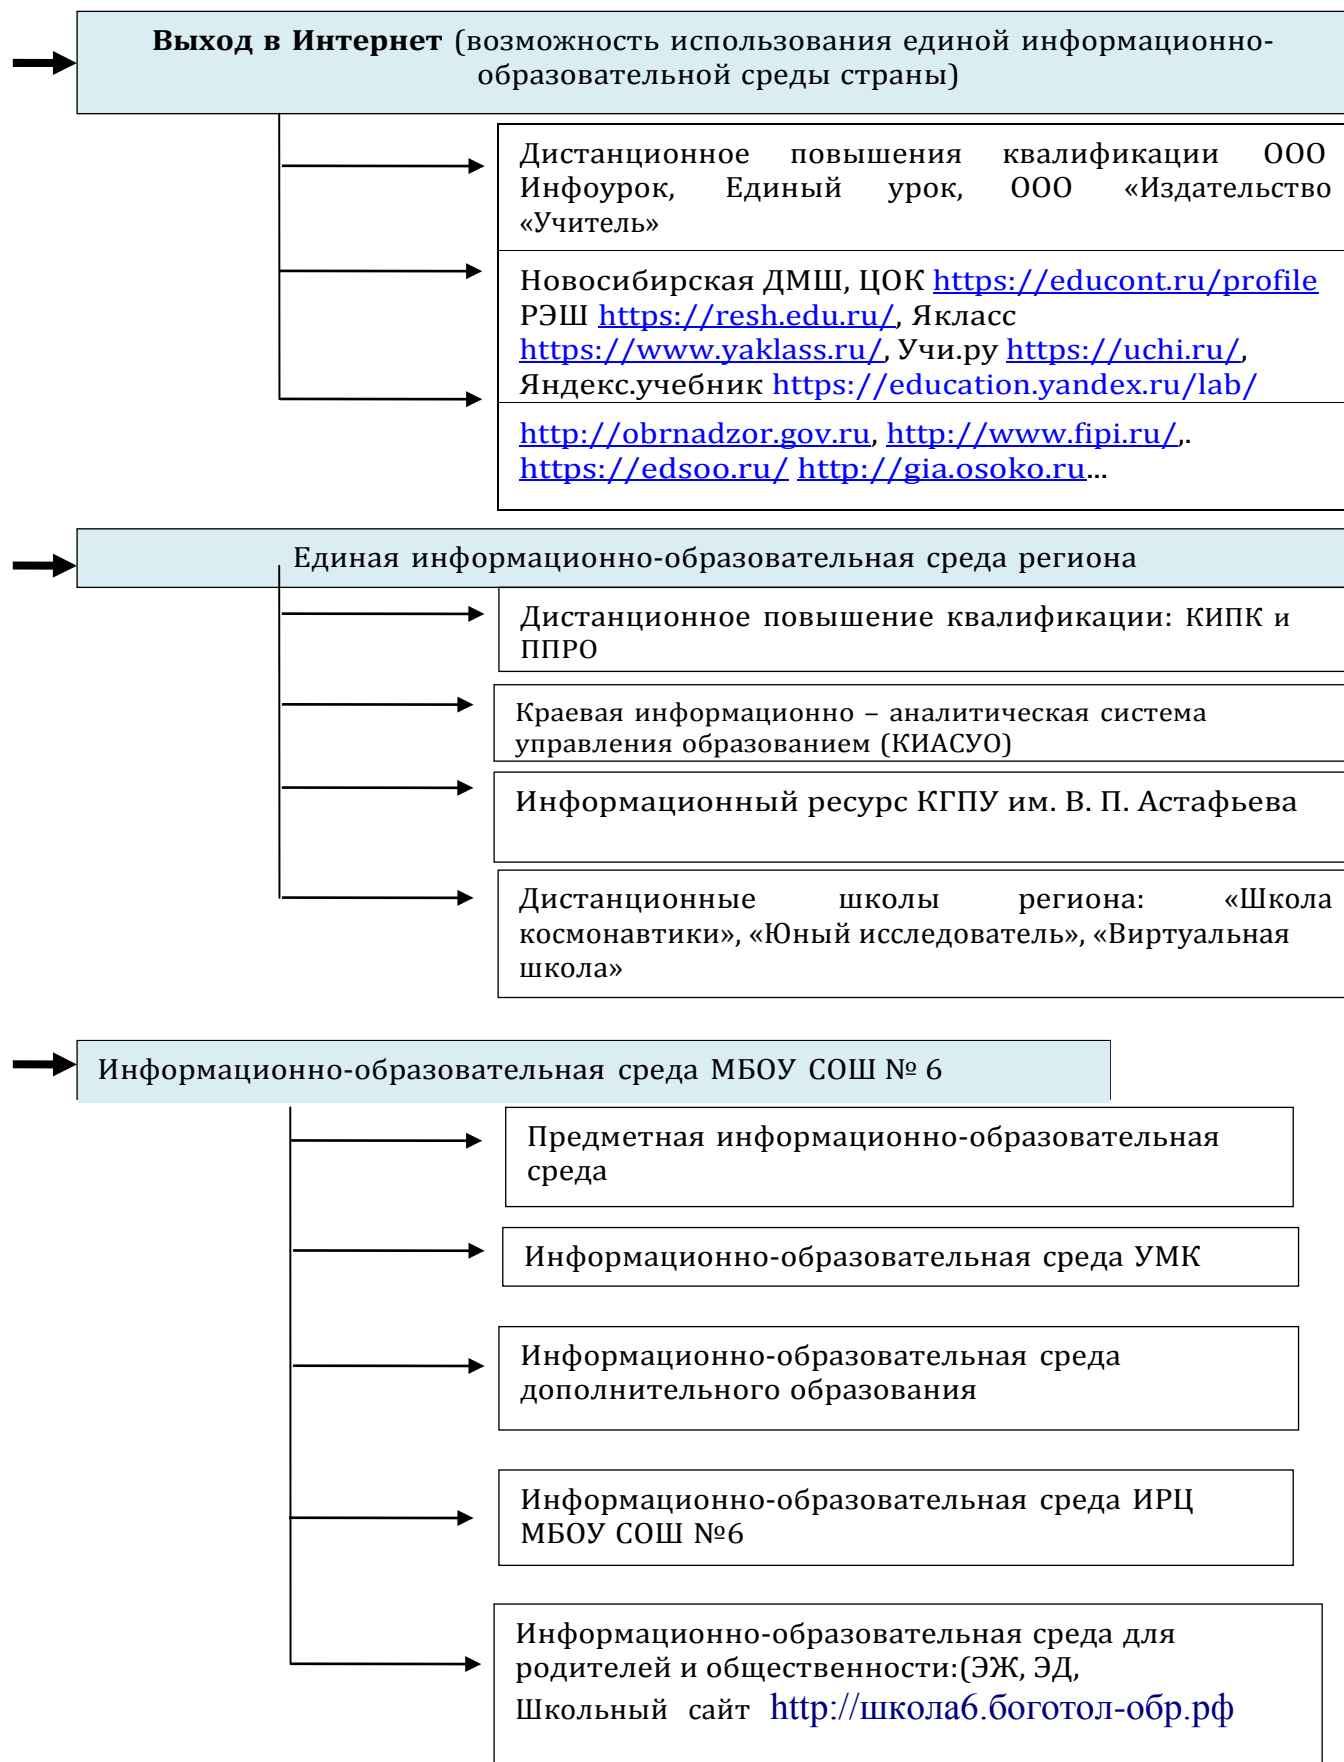 Выход в Интернет (возможность использования единой информационно-
образовательной среды страны)
Дистанционное повышения квалификации ООО
Инфоурок, Единый урок, ООО «Издательство
«Учитель»
Новосибирская ДМШ, ЦОК https://educont.ru/profile
РЭШ https://resh.edu.ru/, Якласс
https://www.yaklass.ru/, Учи.ру https://uchi.ru/,
Яндекс.учебник https://education.yandex.ru/lab/
http://obrnadzor.gov.ru, http://www.fipi.ru/,.
https://edsoo.ru/ http://gia.osoko.ru...
Единая информационно-образовательная среда региона
Дистанционное повышение квалификации: КИПК и
ППРО
Краевая информационно – аналитическая система
управления образованием (КИАСУО)
Информационный ресурс КГПУ им. В. П. Астафьева
Дистанционные школы региона: «Школа
космонавтики», «Юный исследователь», «Виртуальная
школа»
Информационно-образовательная среда МБОУ СОШ № 6
Предметная информационно-образовательная
среда
Информационно-образовательная среда УМК
Информационно-образовательная среда
дополнительного образования
Информационно-образовательная среда ИРЦ
МБОУ СОШ №6
Информационно-образовательная среда для
родителей и общественности:(ЭЖ, ЭД,
Школьный сайт http://школа6.боготол-обр.рф